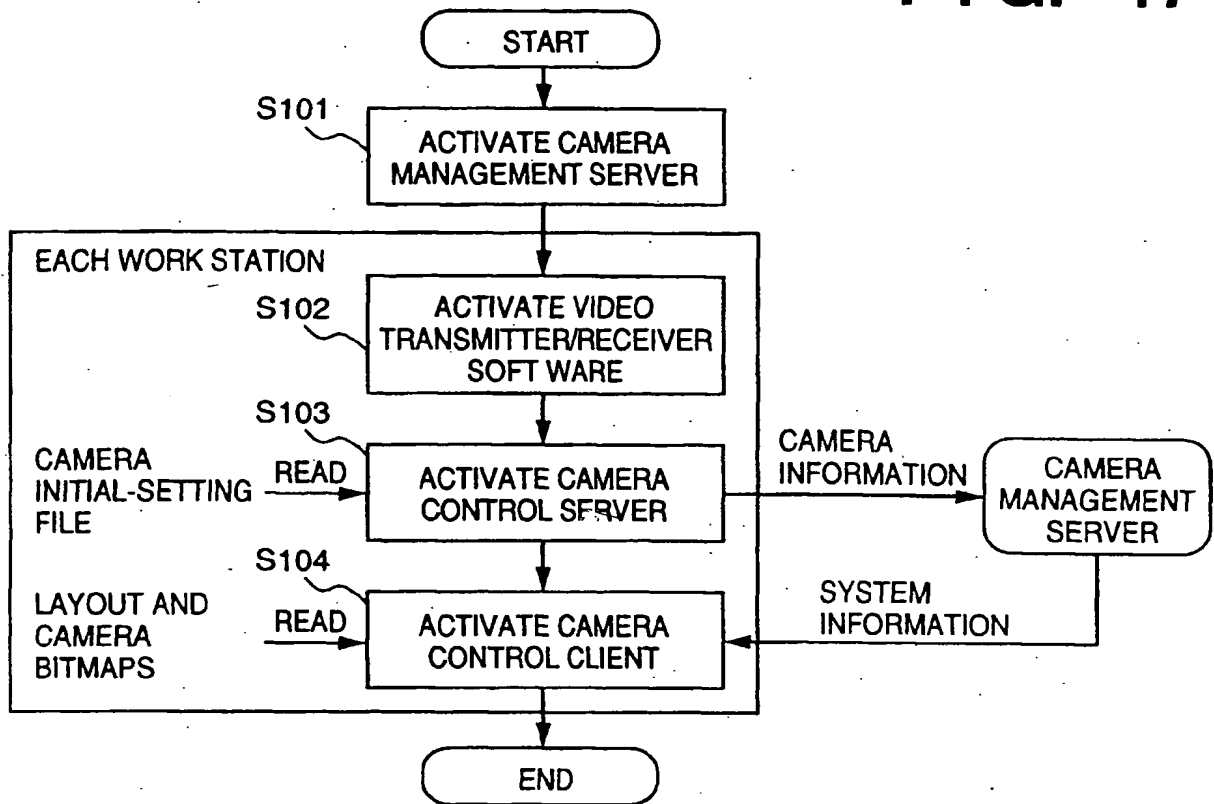 START
S101
ACTIVATE CAMERA
MANAGEMENT SERVER
EACH WORK STATION
S102
ACTIVATE VIDEO
TRANSMITTER/RECEIVER
SOFT WARE
S103
CAMERA
INITIAL-SETTING
FILE
READ
ACTIVATE CAMERA
CONTROL SERVER
CAMERA
INFORMATION
CAMERA
MANAGEMENT
SERVER
S104
LAYOUT AND
CAMERA
BITMAPS
READ
ACTIVATE CAMERA
CONTROL CLIENT
SYSTEM
INFORMATION
END